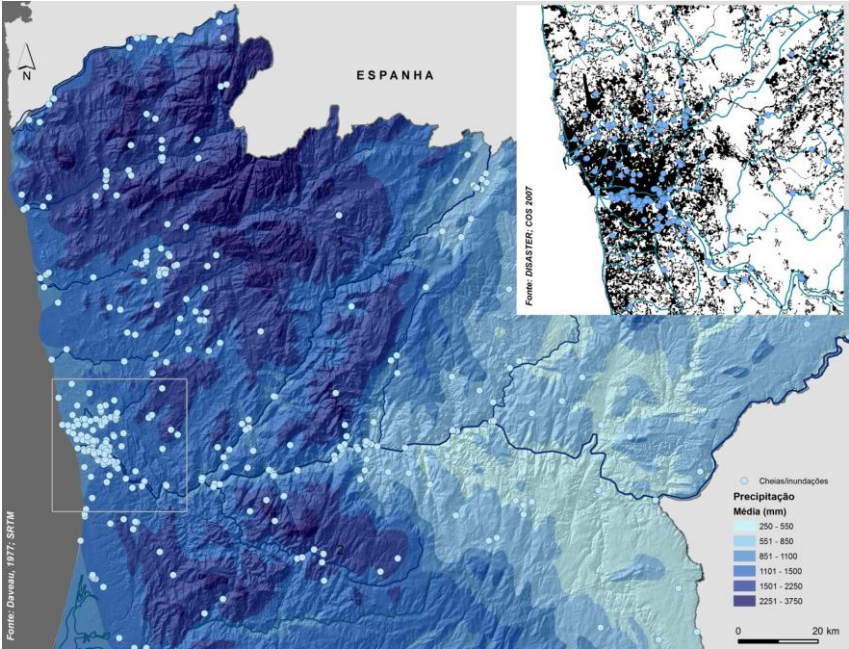 N
ESPANHA
Fonte: DISASTER; COS 2007
2
Cheias/inundações
Precipitação
Média (mm)
250 - 550
551 - 850
851 - 1100
1101 - 1500
1501 - 2250
2251 - 3750
0 20 km
Fonte: Daveau, 1977; SRTM